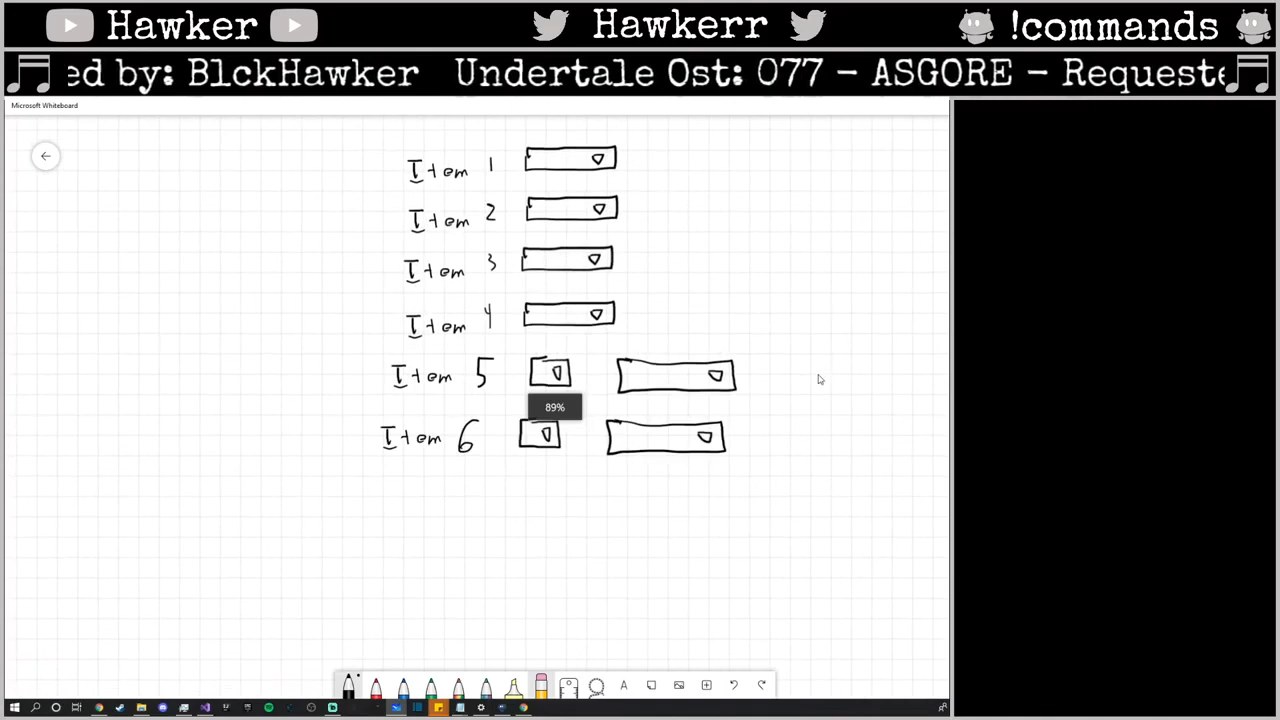 Hawker Hawkerr !commands
ed by: BlckHawker Undertale Ost: 077 - ASGORE - Requeste
Microsoft Whiteboard
Item 1
Item 2
Item 3
Item 4
Item 5
89%
Item 6
A